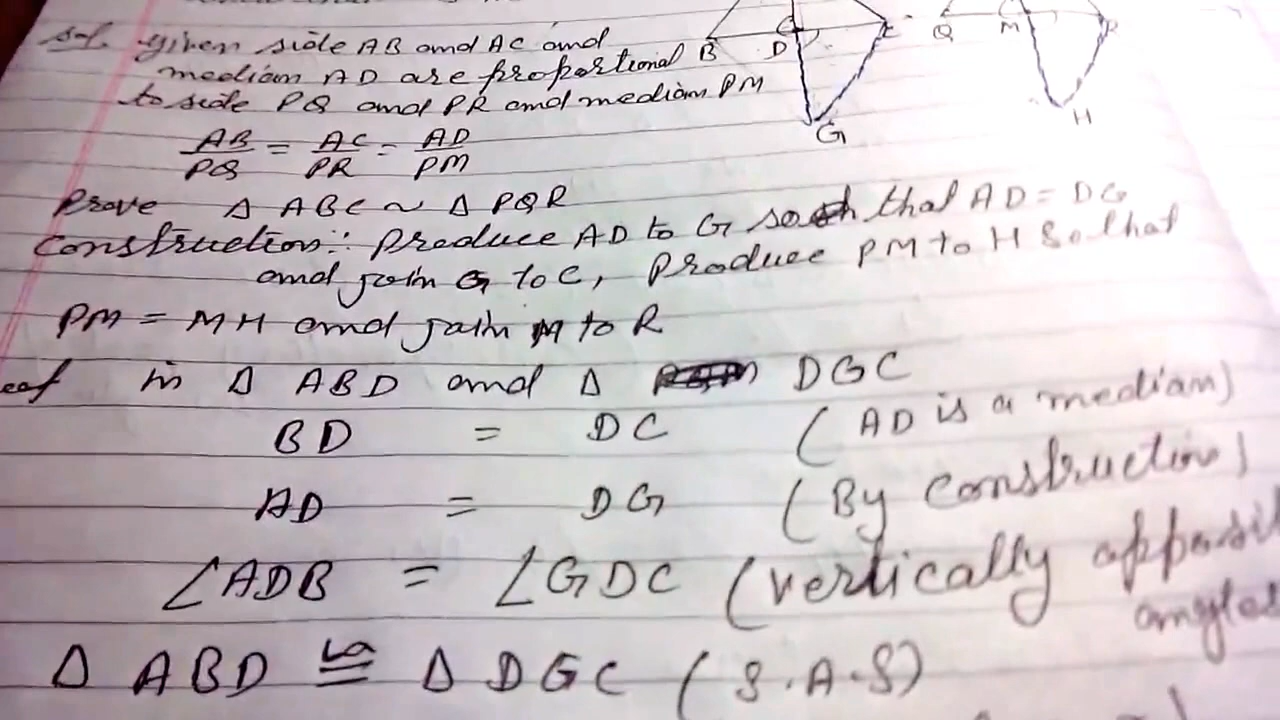 B
D
C
G
Q
M
R
H
sol. given side AB and AC and
median AD are proportional
to side PQ and PR and median PM
AB/PQ = AC/PR = AD/PM
Prove Δ ABC ~ Δ PQR
Construction: Produce AD to G so that AD = DG
and join G to C, Produce PM to H so that
PM = MH and join M to R
in Δ ABD and Δ DGC
BD = DC (AD is a median)
AD = DG (By construction)
∠ADB = ∠GDC (vertically
angles
Δ ABD ≅ Δ DGC (S.A.S)